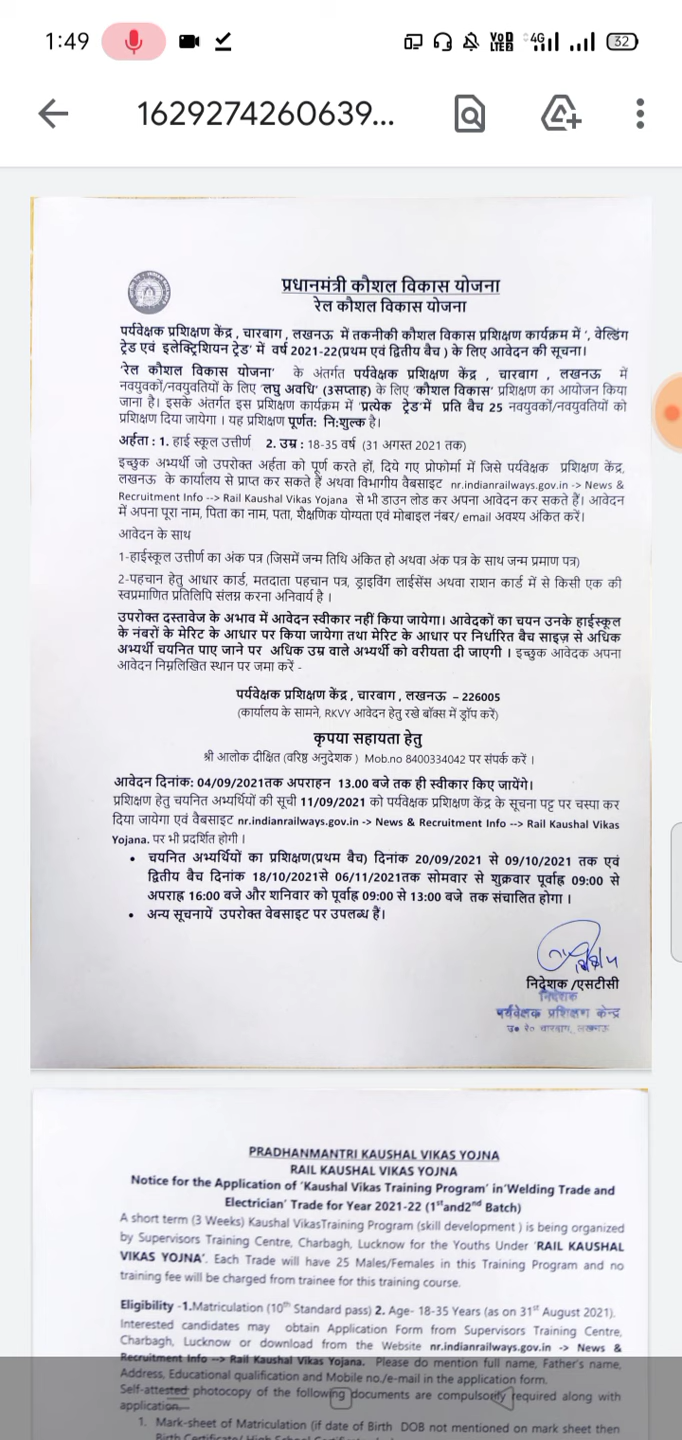 1:49
VoD LTE2 4G 32
1629274260639...
प्रधानमंत्री कौशल विकास योजना
रेल कौशल विकास योजना
पर्यवेक्षक प्रशिक्षण केंद्र , चारबाग , लखनऊ में तकनीकी कौशल विकास प्रशिक्षण कार्यक्रम में ', वेल्डिंग
ट्रेड एवं इलेक्ट्रिशियन ट्रेड' में वर्ष 2021-22(प्रथम एवं द्वितीय बैच ) के लिए आवेदन की सूचना।
'रेल कौशल विकास योजना' के अंतर्गत पर्यवेक्षक प्रशिक्षण केंद्र , चारबाग , लखनऊ में
नवयुवकों/नवयुवतियों के लिए 'लघु अवधि' (3सप्ताह) के लिए 'कौशल विकास' प्रशिक्षण का आयोजन किया
जाना है। इसके अंतर्गत इस प्रशिक्षण कार्यक्रम में 'प्रत्येक ट्रेड'में प्रति बैच 25 नवयुवकों/नवयुवतियों को
प्रशिक्षण दिया जायेगा । यह प्रशिक्षण पूर्णत: नि:शुल्क है।
अर्हता : 1. हाई स्कूल उत्तीर्ण 2. उम्र : 18-35 वर्ष (31 अगस्त 2021 तक)
इच्छुक अभ्यर्थी जो उपरोक्त अर्हता को पूर्ण करते हों, दिये गए प्रोफोर्मा में जिसे पर्यवेक्षक प्रशिक्षण केंद्र,
लखनऊ के कार्यालय से प्राप्त कर सकते हैं अथवा विभागीय वैबसाइट nr.indianrailways.gov.in -> News &
Recruitment Info --> Rail Kaushal Vikas Yojana से भी डाउन लोड कर अपना आवेदन कर सकते हैं। आवेदन
में अपना पूरा नाम, पिता का नाम, पता, शैक्षणिक योग्यता एवं मोबाइल नंबर/ email अवश्य अंकित करें।
आवेदन के साथ
1-हाईस्कूल उत्तीर्ण का अंक पत्र (जिसमें जन्म तिथि अंकित हो अथवा अंक पत्र के साथ जन्म प्रमाण पत्र)
2-पहचान हेतु आधार कार्ड, मतदाता पहचान पत्र, ड्राइविंग लाईसेंस अथवा राशन कार्ड में से किसी एक की
स्वप्रमाणित प्रतिलिपि संलग्न करना अनिवार्य है ।
उपरोक्त दस्तावेज के अभाव में आवेदन स्वीकार नहीं किया जायेगा। आवेदकों का चयन उनके हाईस्कूल
के नंबरों के मेरिट के आधार पर किया जायेगा तथा मेरिट के आधार पर निर्धारित बैच साइज़ से अधिक
अभ्यर्थी चयनित पाए जाने पर अधिक उम्र वाले अभ्यर्थी को वरीयता दी जाएगी । इच्छुक आवेदक अपना
आवेदन निम्नलिखित स्थान पर जमा करें -
पर्यवेक्षक प्रशिक्षण केंद्र , चारबाग , लखनऊ – 226005
(कार्यालय के सामने, RKVY आवेदन हेतु रखे बॉक्स में ड्रॉप करें)
कृपया सहायता हेतु
श्री आलोक दीक्षित (वरिष्ठ अनुदेशक ) Mob.no 8400334042 पर संपर्क करें ।
आवेदन दिनांक: 04/09/2021तक अपराहन 13.00 बजे तक ही स्वीकार किए जायेंगे।
प्रशिक्षण हेतु चयनित अभ्यर्थियों की सूची 11/09/2021 को पर्यवेक्षक प्रशिक्षण केंद्र के सूचना पट्ट पर चस्पा कर
दिया जायेगा एवं वैबसाइट nr.indianrailways.gov.in -> News & Recruitment Info --> Rail Kaushal Vikas
Yojana. पर भी प्रदर्शित होगी ।
• चयनित अभ्यर्थियों का प्रशिक्षण(प्रथम बैच) दिनांक 20/09/2021 से 09/10/2021 तक एवं
द्वितीय बैच दिनांक 18/10/2021से 06/11/2021तक सोमवार से शुक्रवार पूर्वाह्न 09:00 से
अपराह्न 16:00 बजे और शनिवार को पूर्वाह्न 09:00 से 13:00 बजे तक संचालित होगा ।
• अन्य सूचनायें उपरोक्त वेबसाइट पर उपलब्ध हैं।
निदेशक /एसटीसी
निदेशक
पर्यवेक्षक प्रशिक्षण केन्द्र
उ० रे० चारबाग, लखनऊ
PRADHANMANTRI KAUSHAL VIKAS YOJNA
RAIL KAUSHAL VIKAS YOJNA
Notice for the Application of 'Kaushal Vikas Training Program' in'Welding Trade and
Electrician' Trade for Year 2021-22 (1stand2nd Batch)
A short term (3 Weeks) Kaushal VikasTraining Program (skill development ) is being organized
by Supervisors Training Centre, Charbagh, Lucknow for the Youths Under 'RAIL KAUSHAL
VIKAS YOJNA'. Each Trade will have 25 Males/Females in this Training Program and no
training fee will be charged from trainee for this training course.
Eligibility -1.Matriculation (10th Standard pass) 2. Age- 18-35 Years (as on 31st August 2021).
Interested candidates may obtain Application Form from Supervisors Training Centre,
Charbagh, Lucknow or download from the Website nr.indianrailways.gov.in -> News &
Recruitment Info --> Rail Kaushal Vikas Yojana. Please do mention full name, Father's name,
Address, Educational qualification and Mobile no./e-mail in the application form.
Self-attested photocopy of the following documents are compulsorily required along with
application.
1. Mark-sheet of Matriculation (if date of Birth DOB not mentioned on mark sheet then